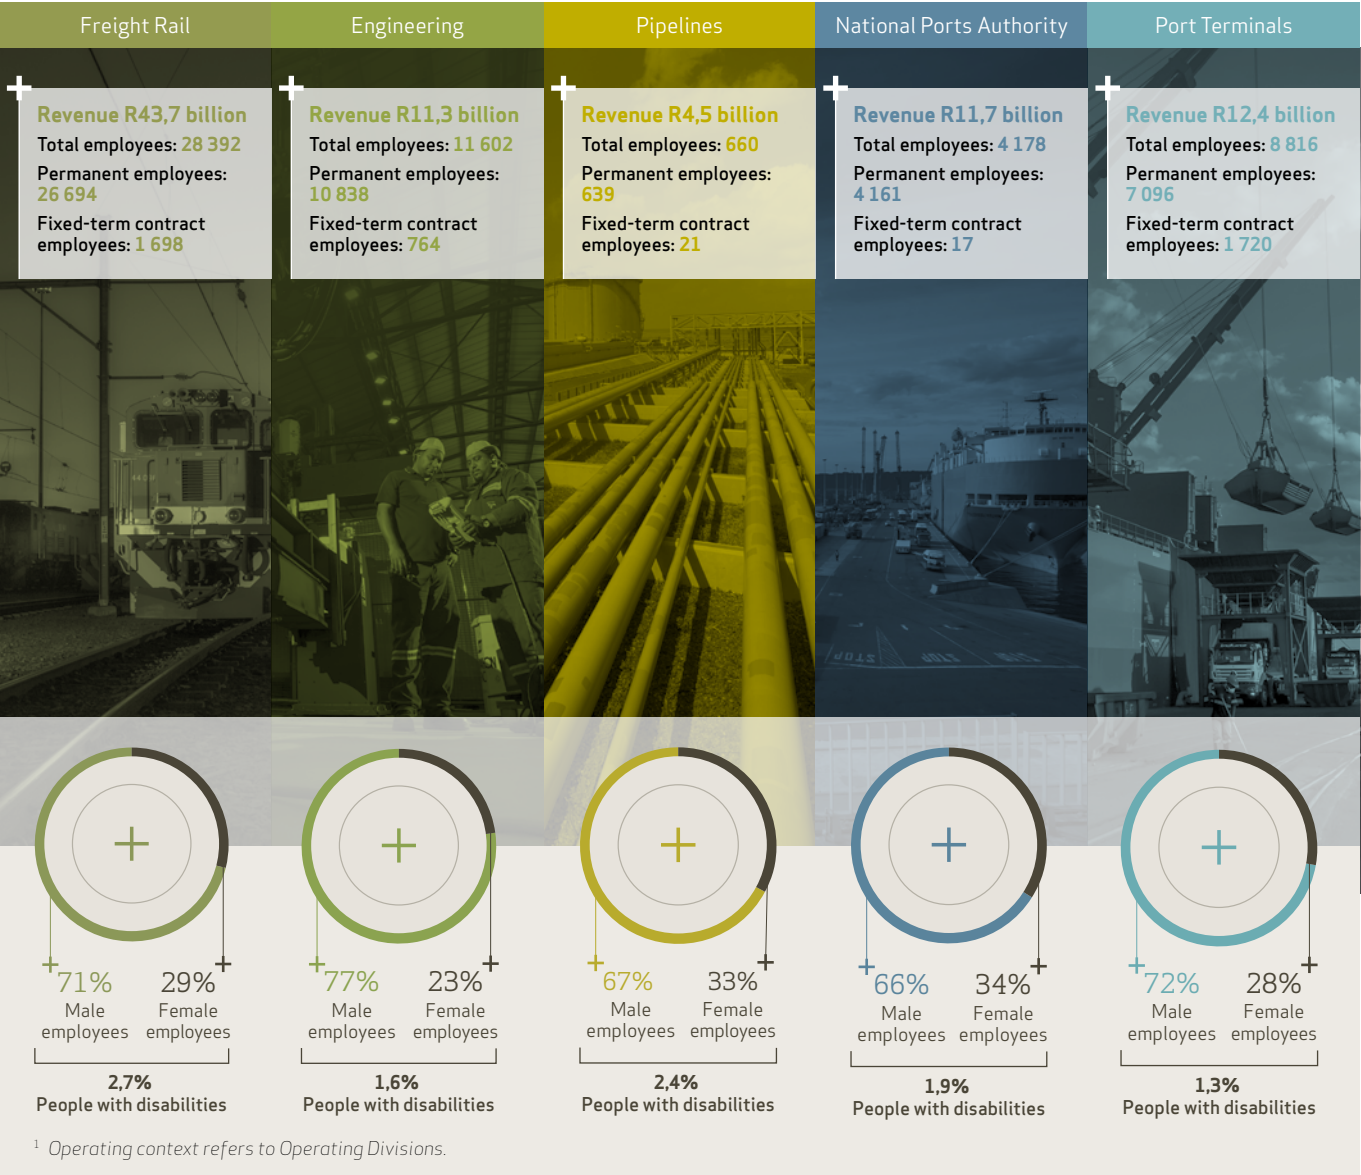 Freight Rail
Engineering
Pipelines
National Ports Authority
Port Terminals
Revenue R43,7 billion
Total employees: 28 392
Permanent employees:
26 694
Fixed-term contract
employees: 1 698
Revenue R11,3 billion
Total employees: 11 602
Permanent employees:
10 838
Fixed-term contract
employees: 764
Revenue R4,5 billion
Total employees: 660
Permanent employees:
639
Fixed-term contract
employees: 21
Revenue R11,7 billion
Total employees: 4 178
Permanent employees:
4 161
Fixed-term contract
employees: 17
Revenue R12,4 billion
Total employees: 8 816
Permanent employees:
7 096
Fixed-term contract
employees: 1 720
71%
Male
employees
29%
Female
employees
2,7%
People with disabilities
77%
Male
employees
23%
Female
employees
1,6%
People with disabilities
67%
Male
employees
33%
Female
employees
2,4%
People with disabilities
66%
Male
employees
34%
Female
employees
1,9%
People with disabilities
72%
Male
employees
28%
Female
employees
1,3%
People with disabilities
1 Operating context refers to Operating Divisions.